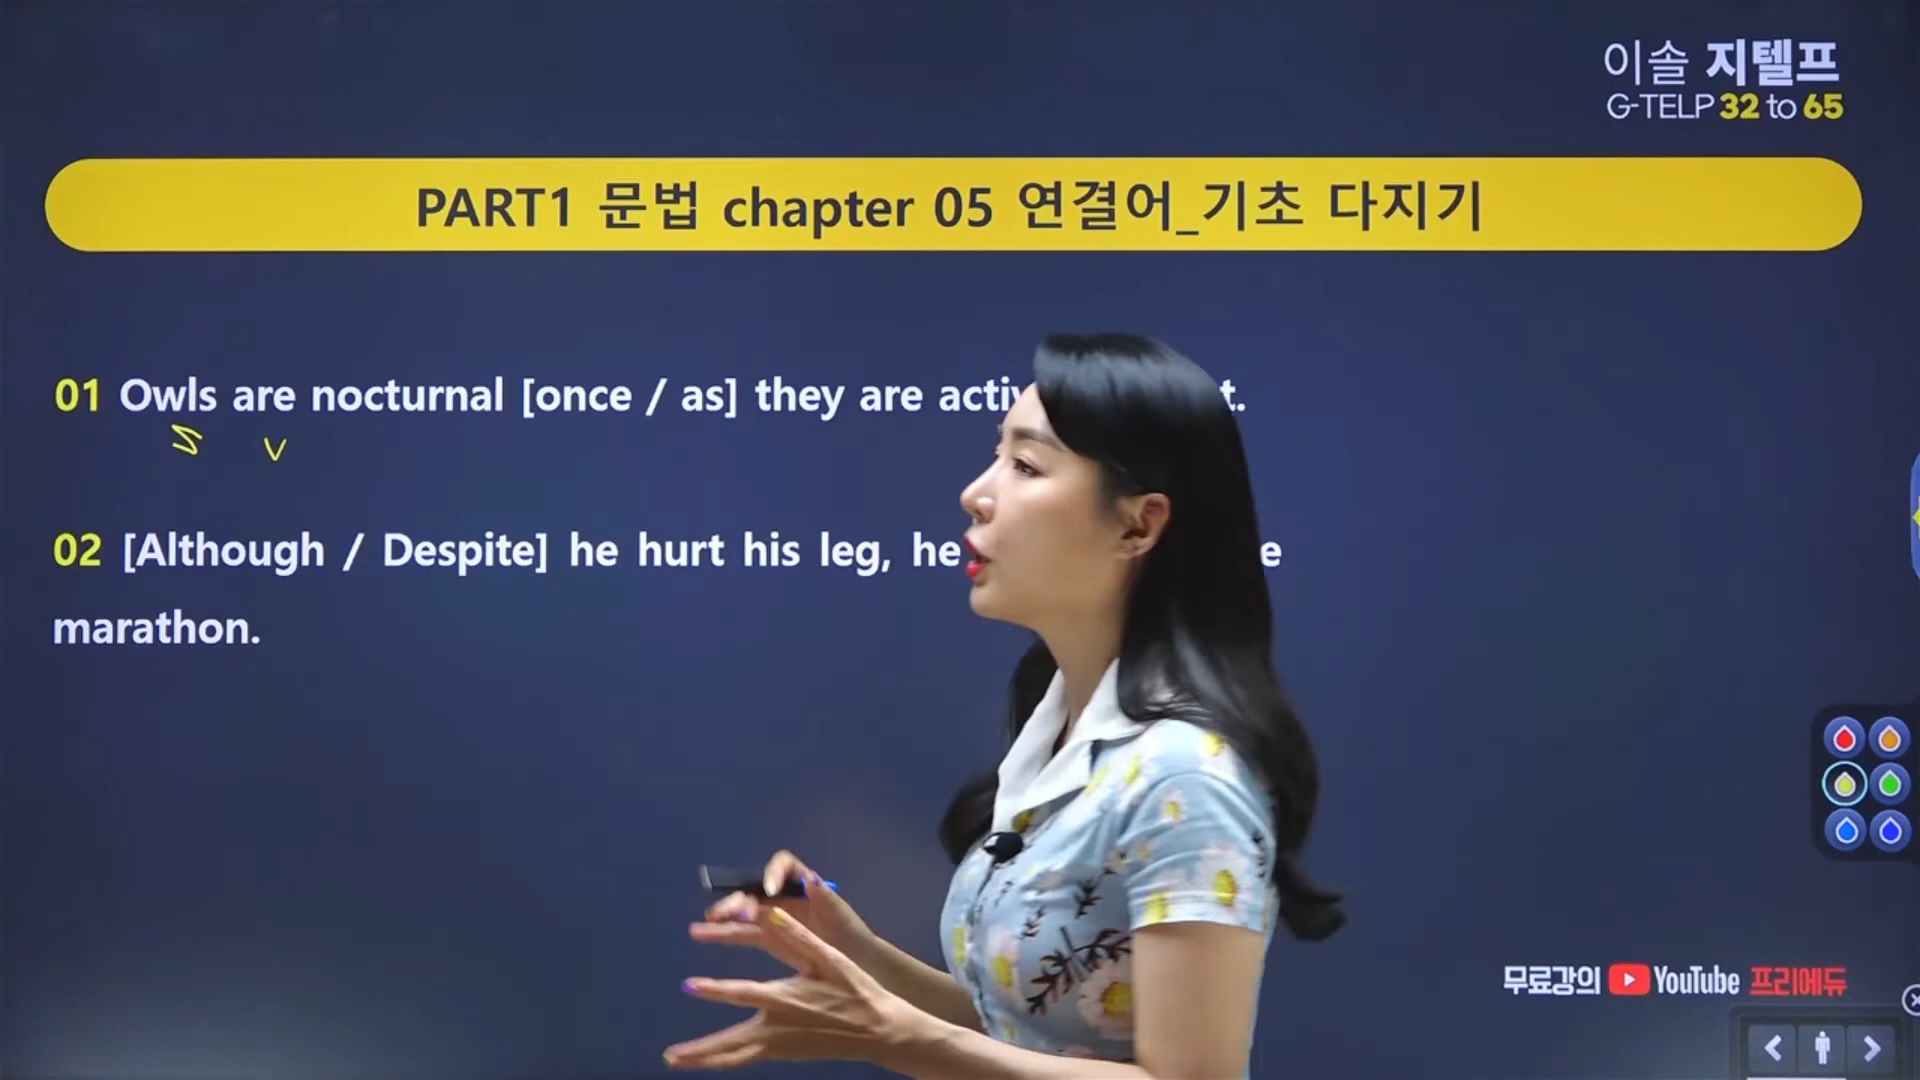 이솔 지텔프
G-TELP 32 to 65
PART1 문법 chapter 05 연결어_기초 다지기
01 Owls are nocturnal [once / as] they are
S V
02 [Although / Despite] he hurt his leg, he
marathon.
무료강의 YouTube 프리에듀